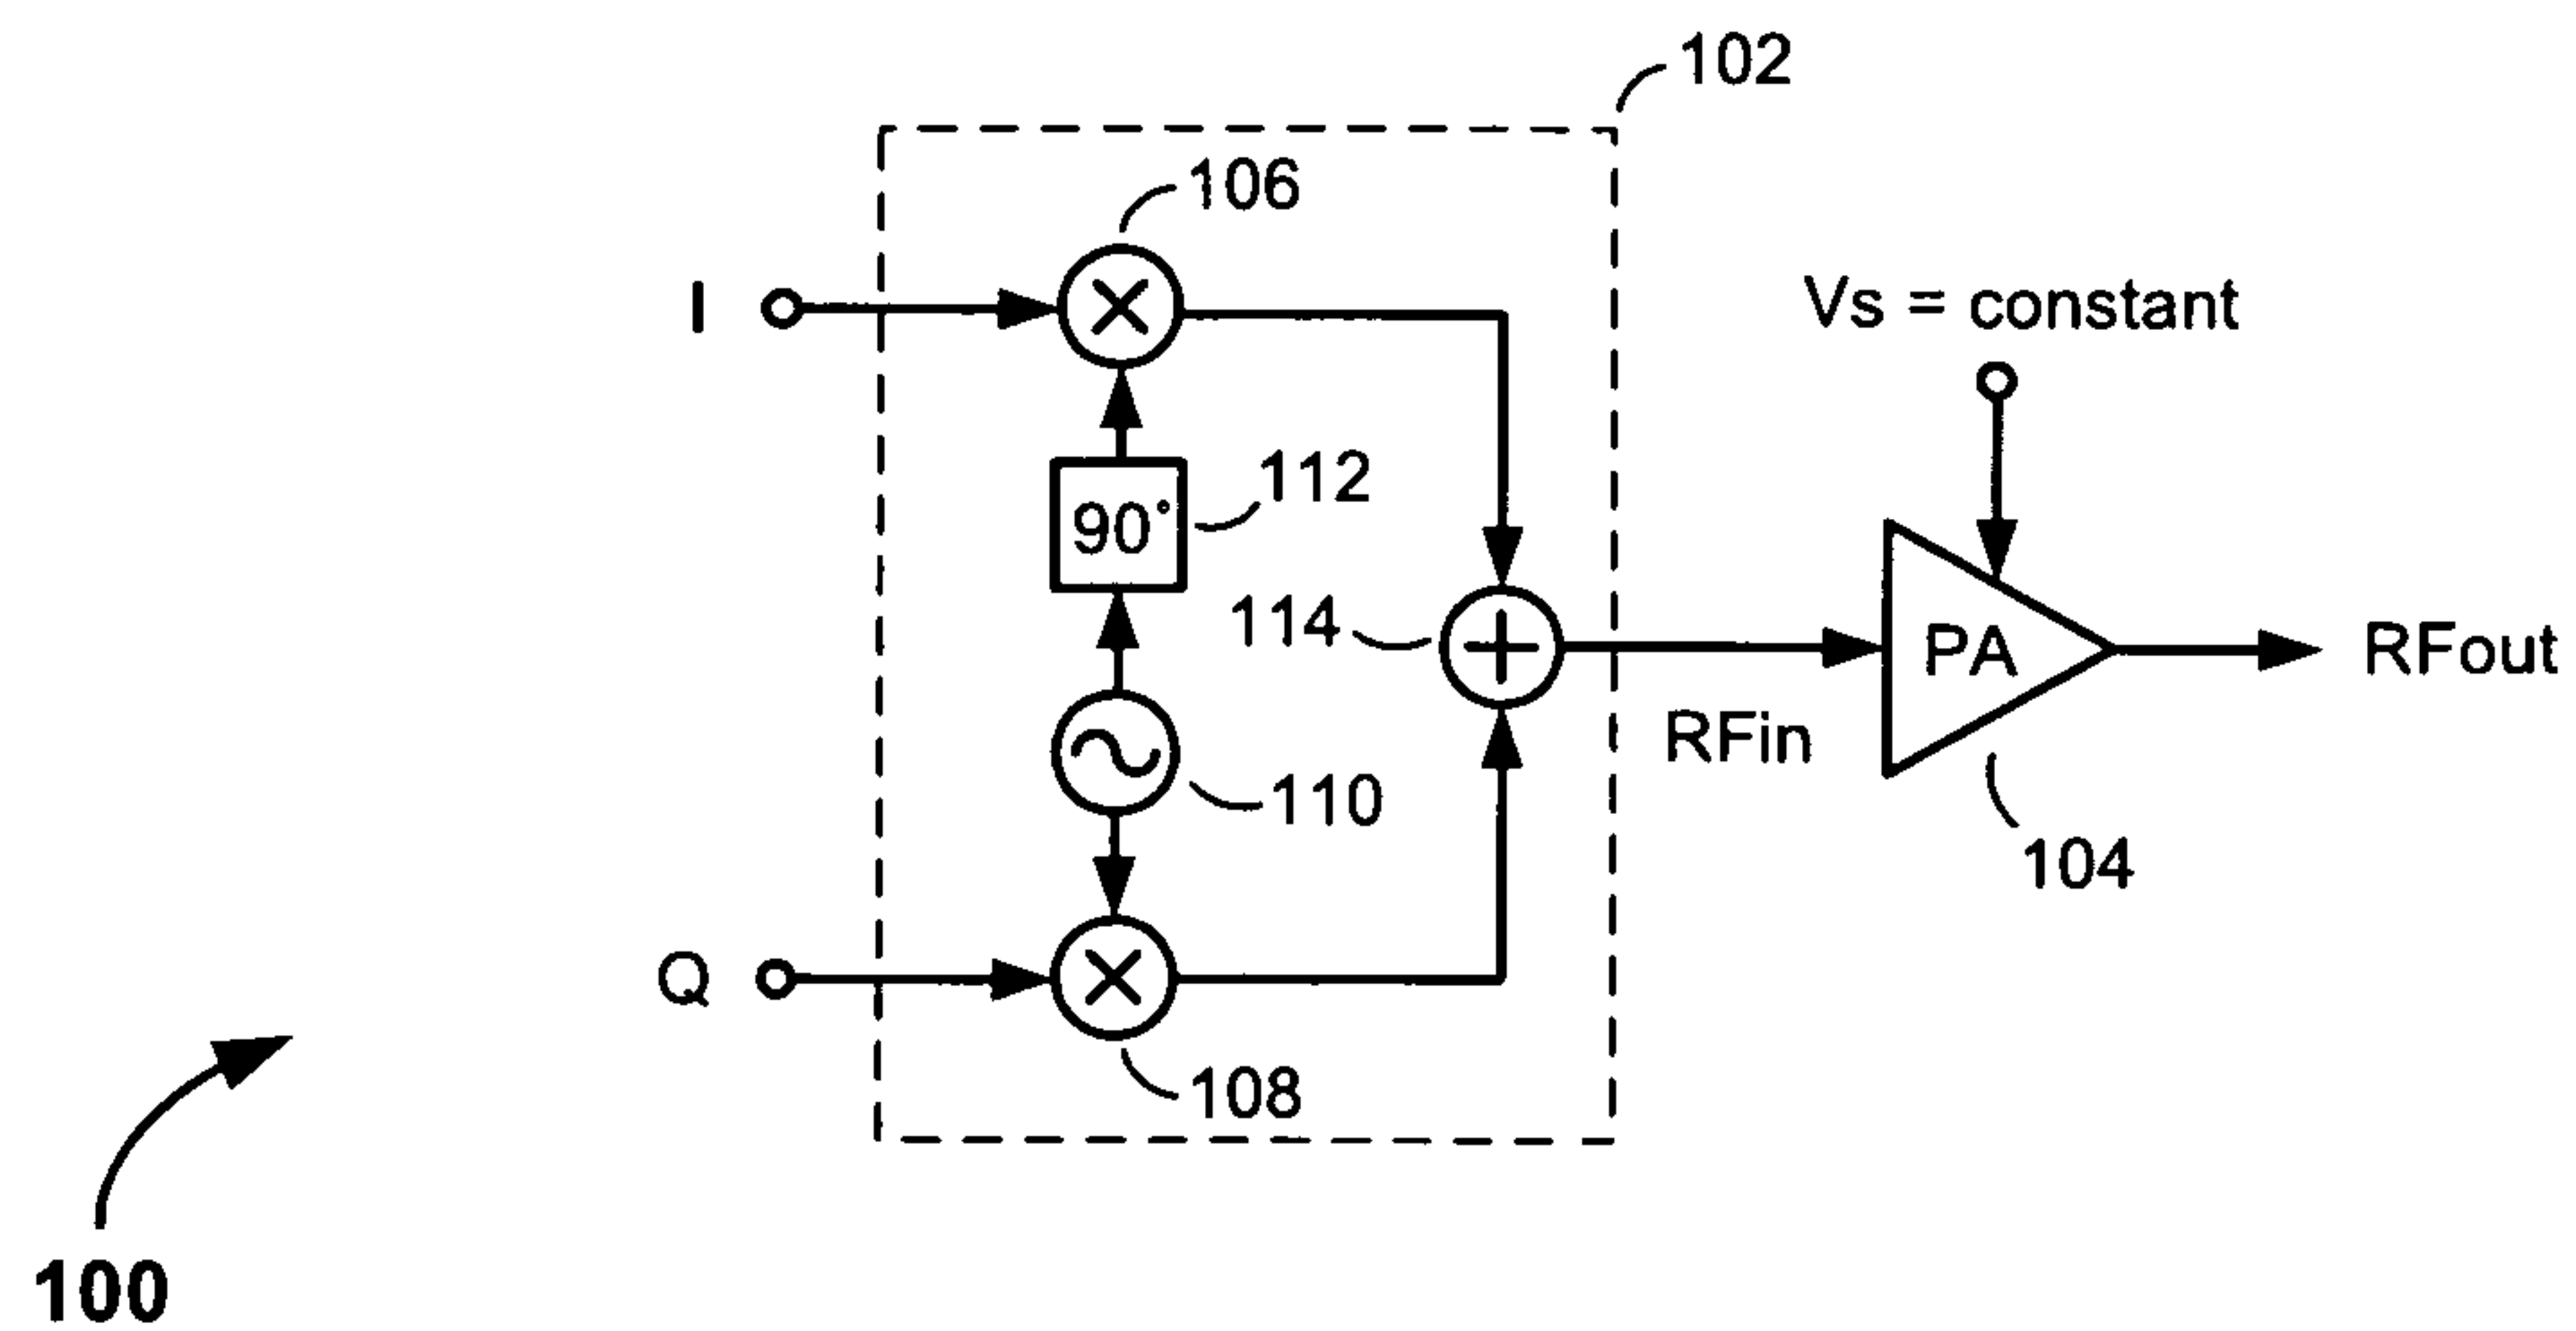 102
106
I
Vs = constant
112
90°
114
PA
RFout
RFin
110
104
Q
108
100